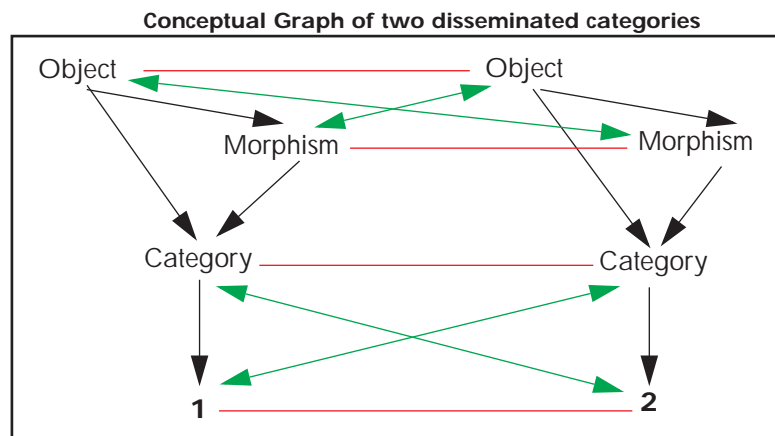 Conceptual Graph of two disseminated categories
Object Object
Morphism Morphism
Category Category
1 2